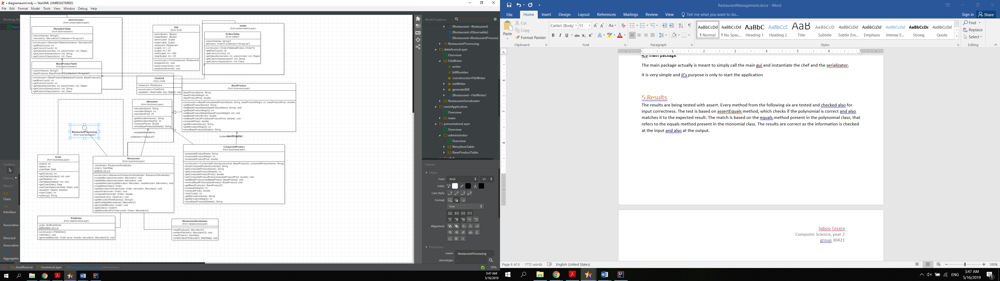 • diagramauml.mdj — StarUML (UNREGISTERED)
File Edit Format Model Tools View Window Debug Help
Working Dia
Main
administrator
(from presentationLayer)
MenuItemTable
(from administrator)
-columnNames: String[*]
-menuItems: MenuItem[*] {collection="ArrayList"}
«constructor»+MenuItemTable(menuItems: MenuItem[*])
+getRowCount(): int
+getColumnCount(): int
+getValueAt(rowIndex: int, columnIndex: int): Object
+getColumnName(column: int): String
+getColumnClass(column: int): Class
BaseProductTable
(from administrator)
-columnNames: String[*]
-baseProducts: BaseProduct[*] {collection="ArrayList"}
«constructor»+BaseProductTable(baseProducts: BaseProduct[*])
+getRowCount(): int
+getColumnCount(): int
+getValueAt(rowIndex: int, columnIndex: int): Object
+getColumnName(column: int): String
+getColumnClass(column: int): Class
GUI
(from GUI)
-adminButton: JButton
-waiterButton: JButton
-adminLabel: JLabel
-waiterLabel: JLabel
-restaurant: Restaurant
-xLabel: int = 10
-yLabel: int = 50
-widthLabel: int = 300
-heightLabel: int = 20
«constructor»+GUI(restaurant: Restaurant)
+prepareGUI(): void
+addComponents(): void
+addActionEvents(): void
waiter
(from presentationLayer)
OrdersTable
(from waiter)
-columnNames: String[*]
-allOrders: Order[*] {collection="ArrayList"}
«constructor»+OrdersTable(allOrders: Order[*])
+getRowCount(): int
+getColumnCount(): int
+getValueAt(rowIndex: int, columnIndex: int): Object
+getColumnName(column: int): String
+getColumnClass(column: int): Class
ChefGUI
(from chef)
-restaurant: Restaurant
«constructor»+ChefGUI()
+update(o: Observable, arg: Object): void
BaseProduct
(from businessLayer)
-baseProductName: String
-baseProductWeight: int
-baseProductPrice: double
«constructor»+BaseProduct(baseProductName: String, baseProductWeight: int, baseProductPrice: double)
+getBaseProductName(): String
+setBaseProductName(baseProductName: String): void
+getBaseProductWeight(): int
+setBaseProductWeight(baseProductWeight: int): void
+getBaseProductPrice(): double
+setBaseProductPrice(baseProductPrice: double): void
+computePrice(): double
+getMenuItemName(): String
+getMenuItemWeight(): int
+showBaseProductsDetails(): String
MenuItem
(from businessLayer)
-menuItemName: String
-menuItemWeight: int
-menuItemPrice: int
+getMenuItemName(): String
+getMenuItemWeight(): int
+computePrice(): double
+showBaseProductsDetails(): String
-availableMenuItems
{collection="ArrayList"}
RestaurantProcessing
(from businessLayer)
CompositeProduct
(from businessLayer)
-compositeProductName: String
-compositeProductWeight: int
-compositeProductPrice: double
«constructor»+CompositeProduct(productList: BaseProduct[*], compositeProductName: String)
+showCompositProductContents(): String
+getCompositeProductName(): String
+getCompositeProductWeight(): int
+getCompositeProductPrice(): double
+setCompositeProductPrice(compositeProductPrice: double): void
+addBaseProduct(newBaseProduct: BaseProduct): void
+removeBaseProduct(baseProduct: BaseProduct): void
+getBaseProducts(): BaseProduct[*]
+computeWeight(): int
+computePrice(): double
+hashCode(): int
+getMenuItemName(): String
+getMenuItemWeight(): int
+showBaseProductsDetails(): String
Order
(from businessLayer)
-orderId: int
-tableId: int
-orderDate: Date
+getOrderId(): int
+setOrderId(orderId: int): void
+getTableId(): int
+setTableId(tableId: int): void
+getOrderDate(): Date
+setOrderDate(orderDate: Date): void
+equals(o: Object): boolean
+hashCode(): int
+toString(): String
Restaurant
(from businessLayer)
~serializator: RestaurantSerializator
-orders: HashMap
-orderId: int = 0
«constructor»+Restaurant(restaurantSerializator: RestaurantSerializator)
+createMenuItem(menuItem: MenuItem): void
+deleteMenuItem(menuItem: MenuItem): void
+updateMenuItem(oldMenuItem: MenuItem, newMenuItem: MenuItem): void
+createNewOrder(): Order
+addMenuItemToOrder(order: Order, menuItem: MenuItem): void
+placeOrder(order: Order): void
+computePrice(order: Order): double
+addObserver(o: Observer): void
+getMenuItemFieldNames(): String[*]
+getAvailableMenuItems(): MenuItem[*]
+generateBill(order: Order): void
+getOrders(): Order[*]
+getMenuItemsForOrder(order: Order): MenuItem[*]
FileWriter
(from dataAccessLayer)
-writer: BufferedWriter
-billNumber: int = 0
«constructor»+FileWriter()
-initWriter(): void
+generateBill(order: Order, price: double, menuItems: MenuItem[*]): void
RestaurantSerializator
(from dataAccessLayer)
+readProducts(): MenuItem[*]
+writeInFile(menu: MenuItem[*]): void
+readOrders(): HashMap
+writeOrdersInFile(orders: HashMap): void
Toolbox
Classes
(Basic)
Class
Interface
Association
Directed
Association
Aggregatio
Model Explorer
(Restaurant—Restaurant)
(Restaurant→Observable)
(Restaurant→RestaurantProcessi
RestaurantProcessing
dataAccessLayer
Overview
FileWriter
writer
billNumber
«constructor»FileWriter
initWriter
generateBill
(Restaurant—FileWriter)
RestaurantSerializator
mainApplication
Overview
main
presentationLayer
Overview
administrator
Overview
MenuItemTable
BaseProductTable
chef
Editors
Styles
Font Arial 13
Color A
Line Style
Format
Icon
Alignment
Properties
name RestaurantProcessing
stereotype —
JavaReverse businessLayer RestaurantProcessing [UMLInterface]
70%
3:47 AM
5/16/2019
RestaurantManagement.docx - Word
File Home Insert Design Layout References Mailings Review View Tell me what you want to do... Sign in Share
Paste Cut
Copy
Format Painter
Clipboard
Calibri (Body) 11
Font
Paragraph
AaBbCcDd ¶ Normal
AaBbCcDd ¶ No Spac...
AaBbC Heading 1
AaBbCcC Heading 2
AaB Title
AaBbCcD Subtitle
AaBbCcDd Subtle Em...
AaBbCcDd Emphasis
AaBbCcDd Intense E...
AaBbCcDc Strong
AaBbCcDd Quote
Styles
Find
Replace
Select
Editing
1 2 3 4 5 6
4.9 main package
The main package actually is meant to simply call the main gui and instantiate the chef and the serializator.
It is very simple and it's purpose is only to start the application
5.Results
The results are being tested with assert. Every method from the following six are tested and checked also for
input correctness. The test is based on assertEquals method, which checks if the polynomial is correct and also
matches it to the expected result. The match is based on the equals method present in the polynomial class, that
refers to the equals method present in the monomial class. The results are correct as the information is checked
at the input and also at the output.
Sabou Cezara
Computer Science, year 2
group 30421
Page 6 of 8 1772 words English (United States) 100%
ENG 3:47 AM
5/16/2019